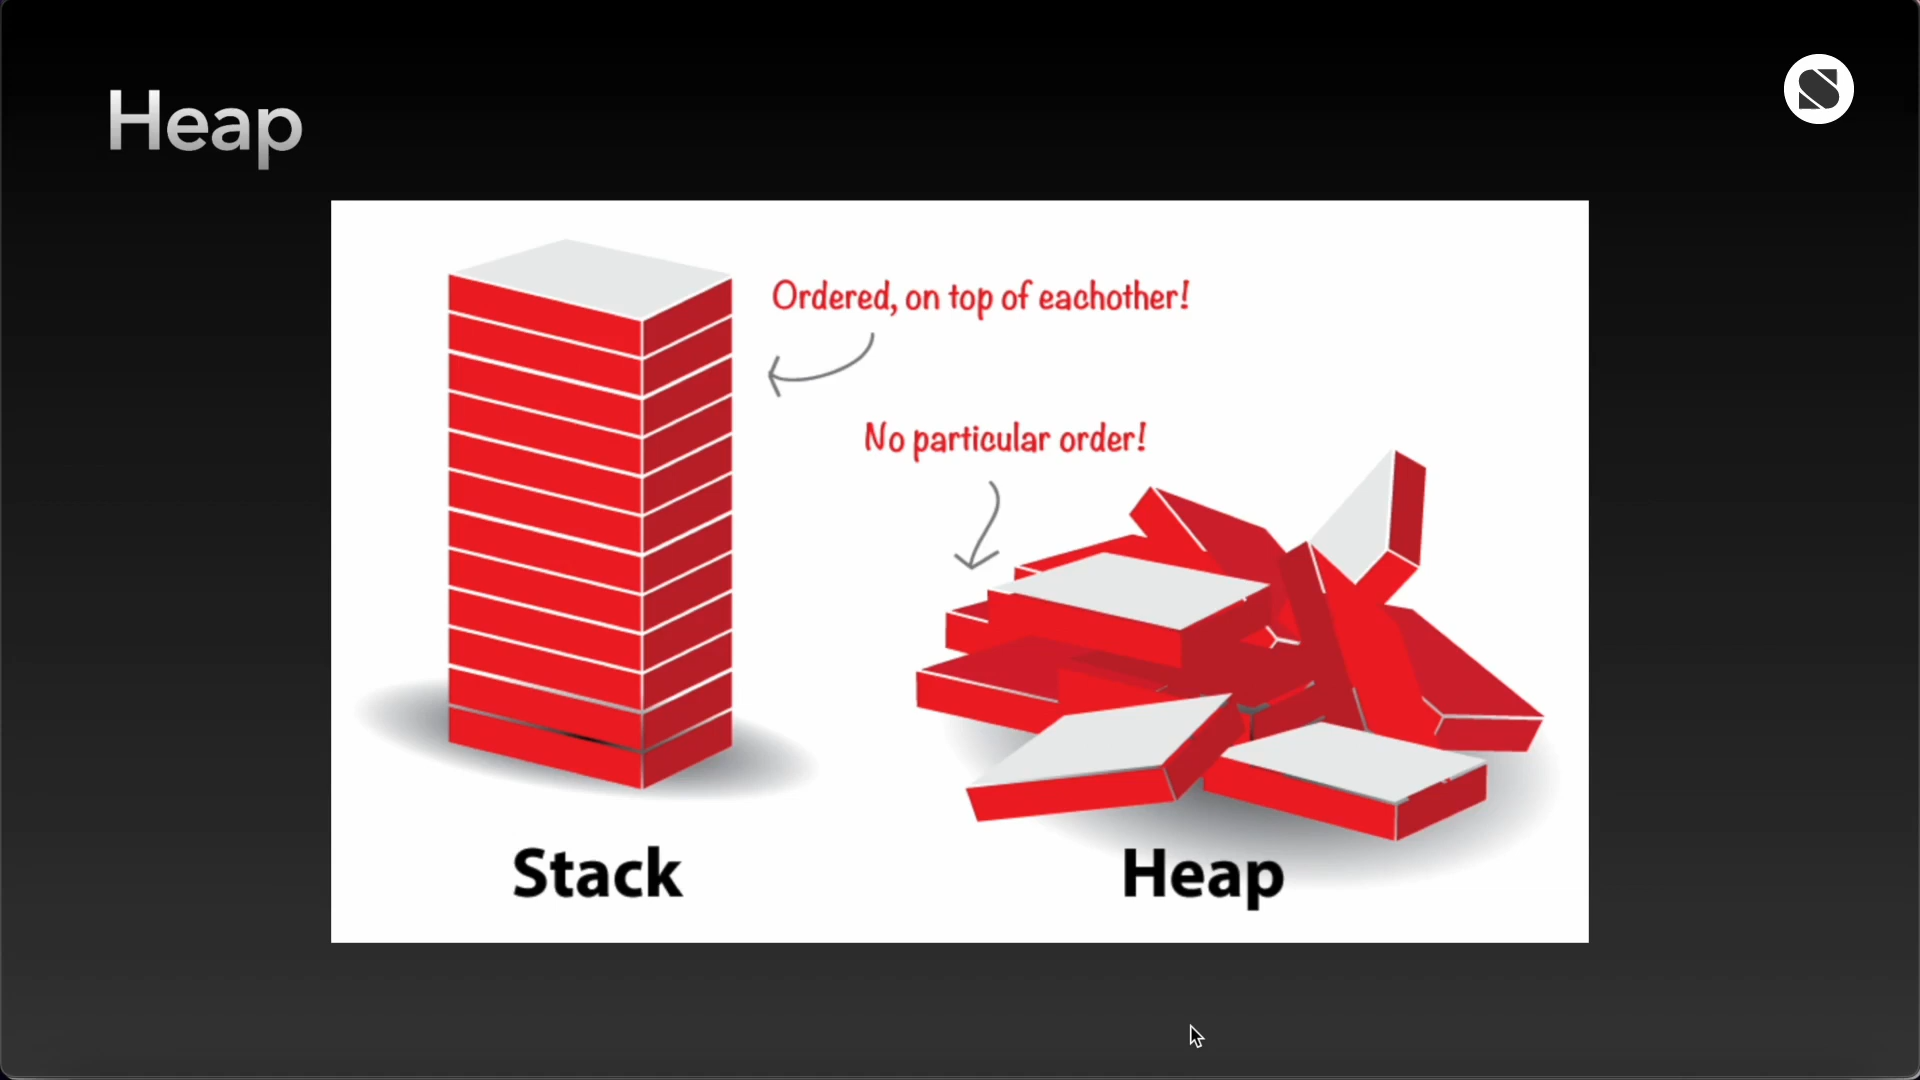 Heap
Ordered, on top of eachother!
No particular order!
Stack
Heap